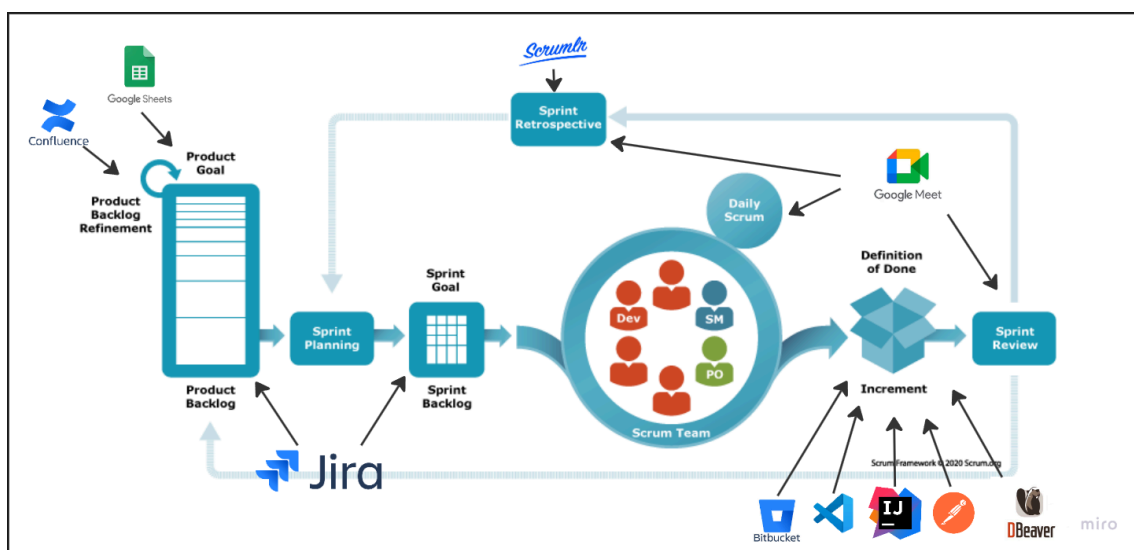 Scrumlr
Google Sheets
Confluence
Sprint
Retrospective
Product
Goal
Google Meet
Product
Backlog
Refinement
Daily
Scrum
Definition
of Done
Sprint
Goal
Dev
SM
Sprint
Planning
Sprint
Review
PO
Product
Backlog
Sprint
Backlog
Increment
Scrum Team
Jira
Scrum Framework © 2020 Scrum.org
IJ
Bitbucket
DBeaver
miro